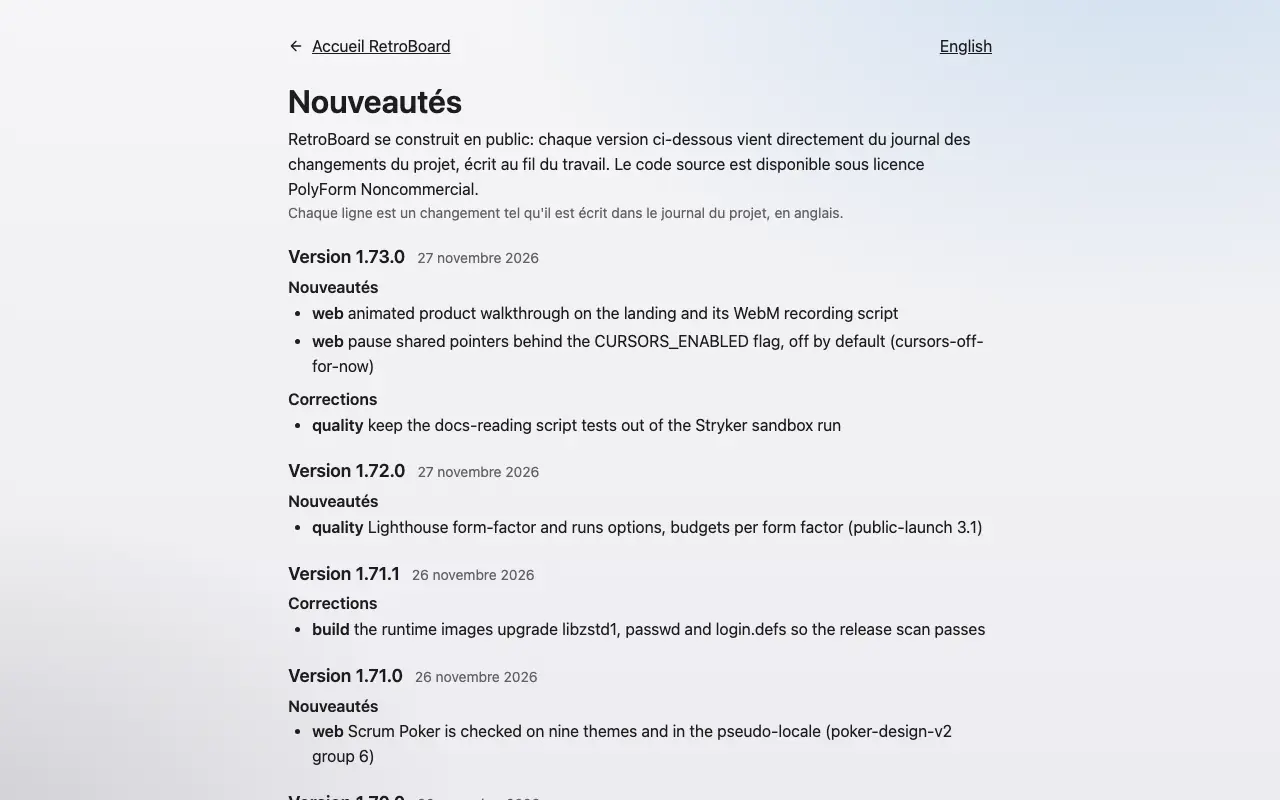 ← Accueil RetroBoard
English
Nouveautés
RetroBoard se construit en public: chaque version ci-dessous vient directement du journal des
changements du projet, écrit au fil du travail. Le code source est disponible sous licence
PolyForm Noncommercial.
Chaque ligne est un changement tel qu'il est écrit dans le journal du projet, en anglais.
Version 1.73.0 27 novembre 2026
Nouveautés
• web animated product walkthrough on the landing and its WebM recording script
• web pause shared pointers behind the CURSORS_ENABLED flag, off by default (cursors-off-
for-now)
Corrections
• quality keep the docs-reading script tests out of the Stryker sandbox run
Version 1.72.0 27 novembre 2026
Nouveautés
• quality Lighthouse form-factor and runs options, budgets per form factor (public-launch 3.1)
Version 1.71.1 26 novembre 2026
Corrections
• build the runtime images upgrade libzstd1, passwd and login.defs so the release scan passes
Version 1.71.0 26 novembre 2026
Nouveautés
• web Scrum Poker is checked on nine themes and in the pseudo-locale (poker-design-v2
group 6)